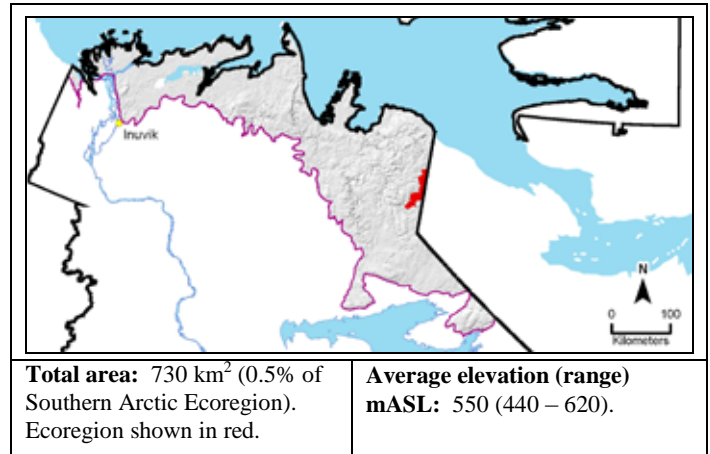 Inuvik
N
0 100
Kilometers
Total area: 730 km² (0.5% of
Southern Arctic Ecoregion).
Ecoregion shown in red.
Average elevation (range)
mASL: 550 (440 – 620).